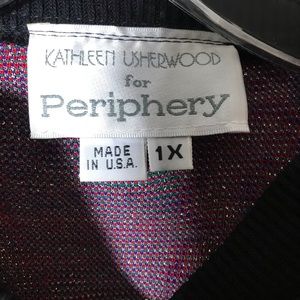 KATHLEEN USHERWOOD
for
Periphery
MADE
IN U.S.A.
1X